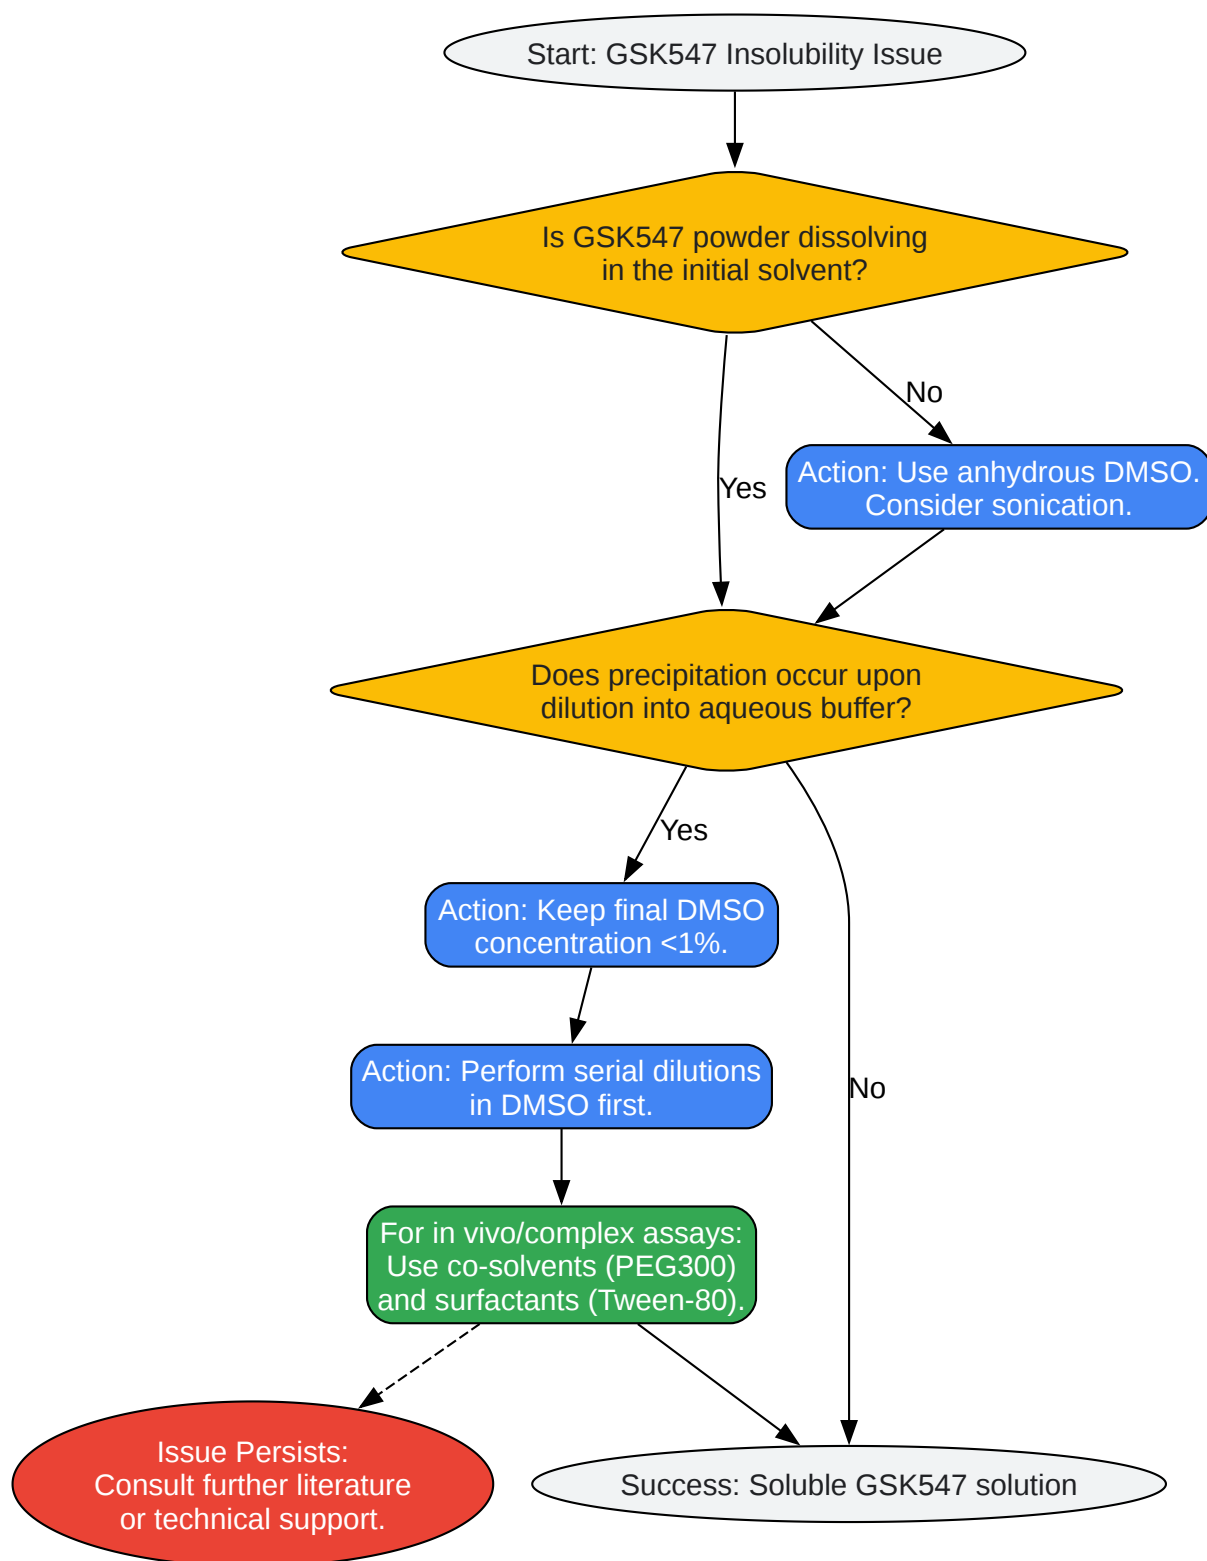 Start: GSK547 Insolubility Issue
Is GSK547 powder dissolving
in the initial solvent?
No
Yes
Action: Use anhydrous DMSO.
Consider sonication.
Does precipitation occur upon
dilution into aqueous buffer?
Yes
Action: Keep final DMSO
concentration <1%.
Action: Perform serial dilutions
in DMSO first.
No
For in vivo/complex assays:
Use co-solvents (PEG300)
and surfactants (Tween-80).
Issue Persists:
Consult further literature
or technical support.
Success: Soluble GSK547 solution